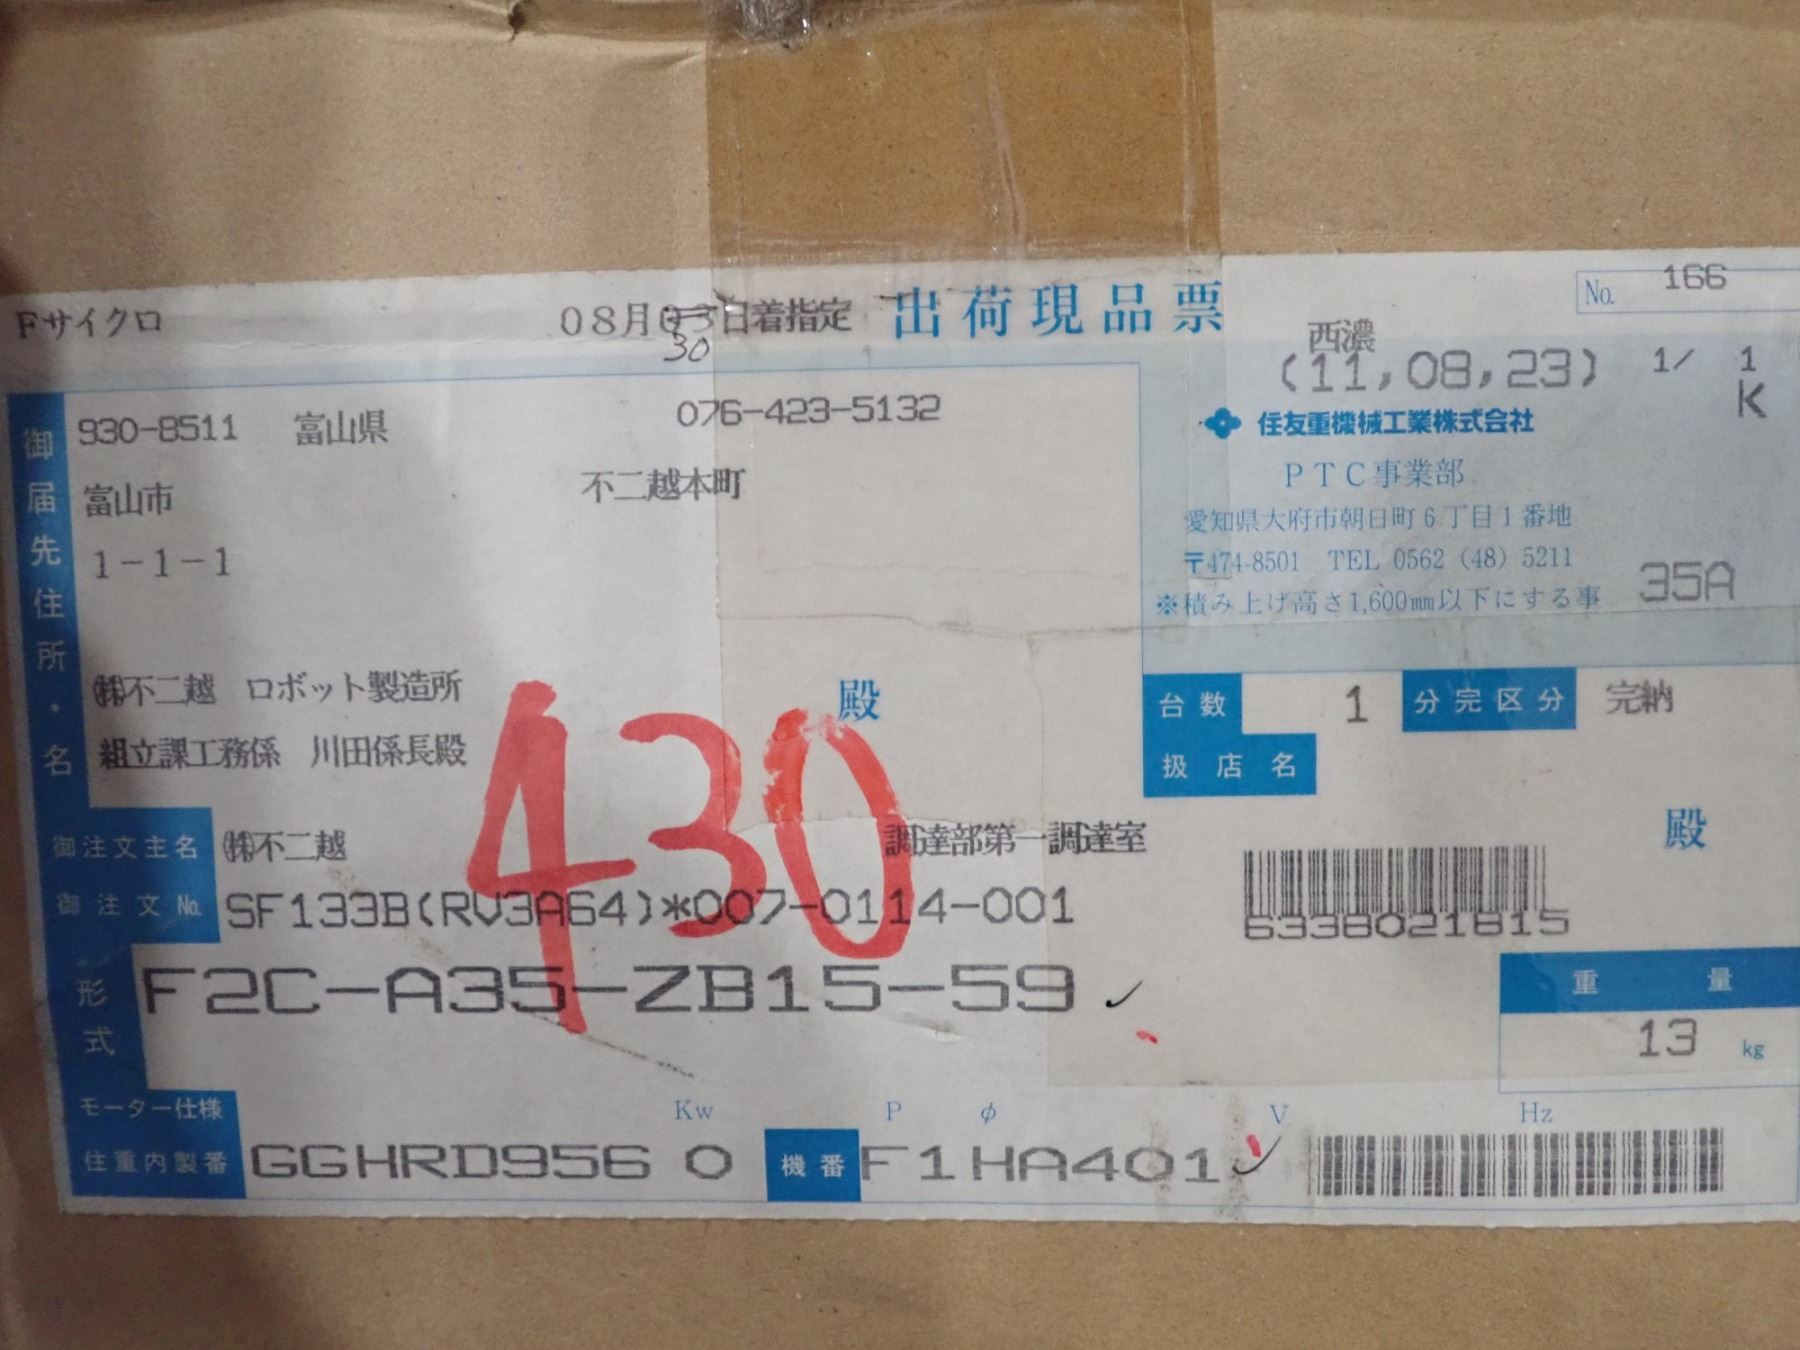 Fサイクロ 08月03日着指定 出荷現品票
30
No. 166
西濃
(11,08,23) 1/ 1
K
御届先住所・名
930-8511 富山県 076-423-5132
富山市 不二越本町
1-1-1
㈱不二越 ロボット製造所 殿
組立課工務係 川田係長殿
住友重機械工業株式会社
PTC事業部
愛知県大府市朝日町6丁目1番地
〒474-8501 TEL 0562 (48) 5211
※積み上げ高さ1,600㎜以下にする事 35A
台数 1 分完区分 完納
扱店名
殿
430
御注文主名 ㈱不二越 調達部第一調達室
御注文No. SF133B(RV3A64)*007-0114-001
6338021815
形式 F2C-A35-ZB15-59
重量
13 kg
モーター仕様 Kw P φ V Hz
住重内製番 GGHRD956 0 機番 F1HA401